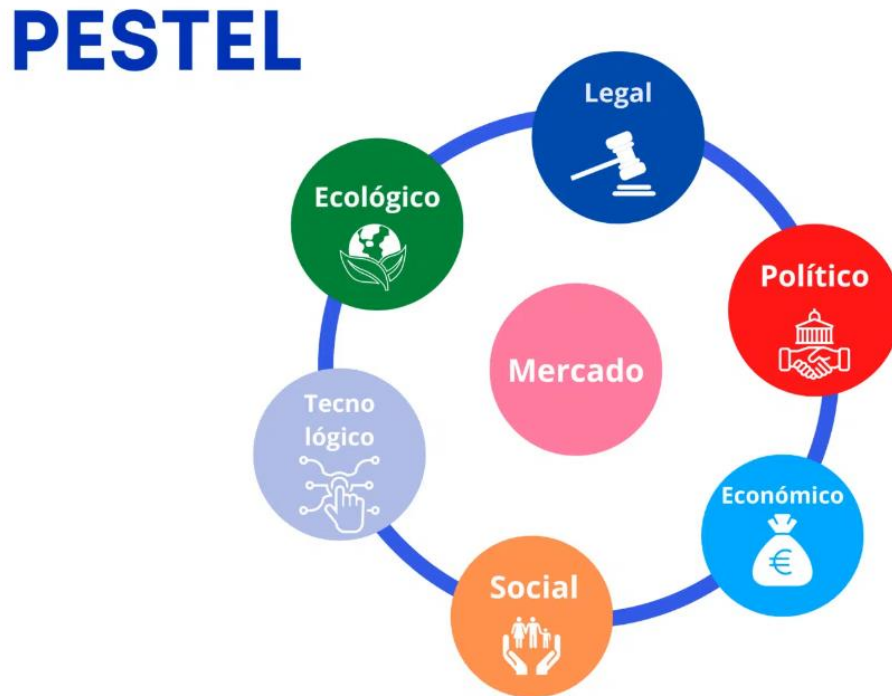 PESTEL
Legal
Ecológico
Político
Mercado
Tecno
lógico
Económico
€
Social